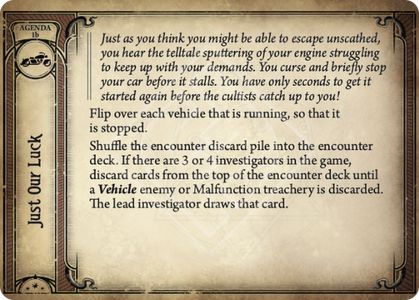 AGENDA
1b
Just Our Luck
Just as you think you might be able to escape unscathed,
you hear the telltale sputtering of your engine struggling
to keep up with your demands. You curse and briefly stop
your car before it stalls. You have only seconds to get it
started again before the cultists catch up to you!
Flip over each vehicle that is running, so that it
is stopped.
Shuffle the encounter discard pile into the encounter
deck. If there are 3 or 4 investigators in the game,
discard cards from the top of the encounter deck until
a Vehicle enemy or Malfunction treachery is discarded.
The lead investigator draws that card.